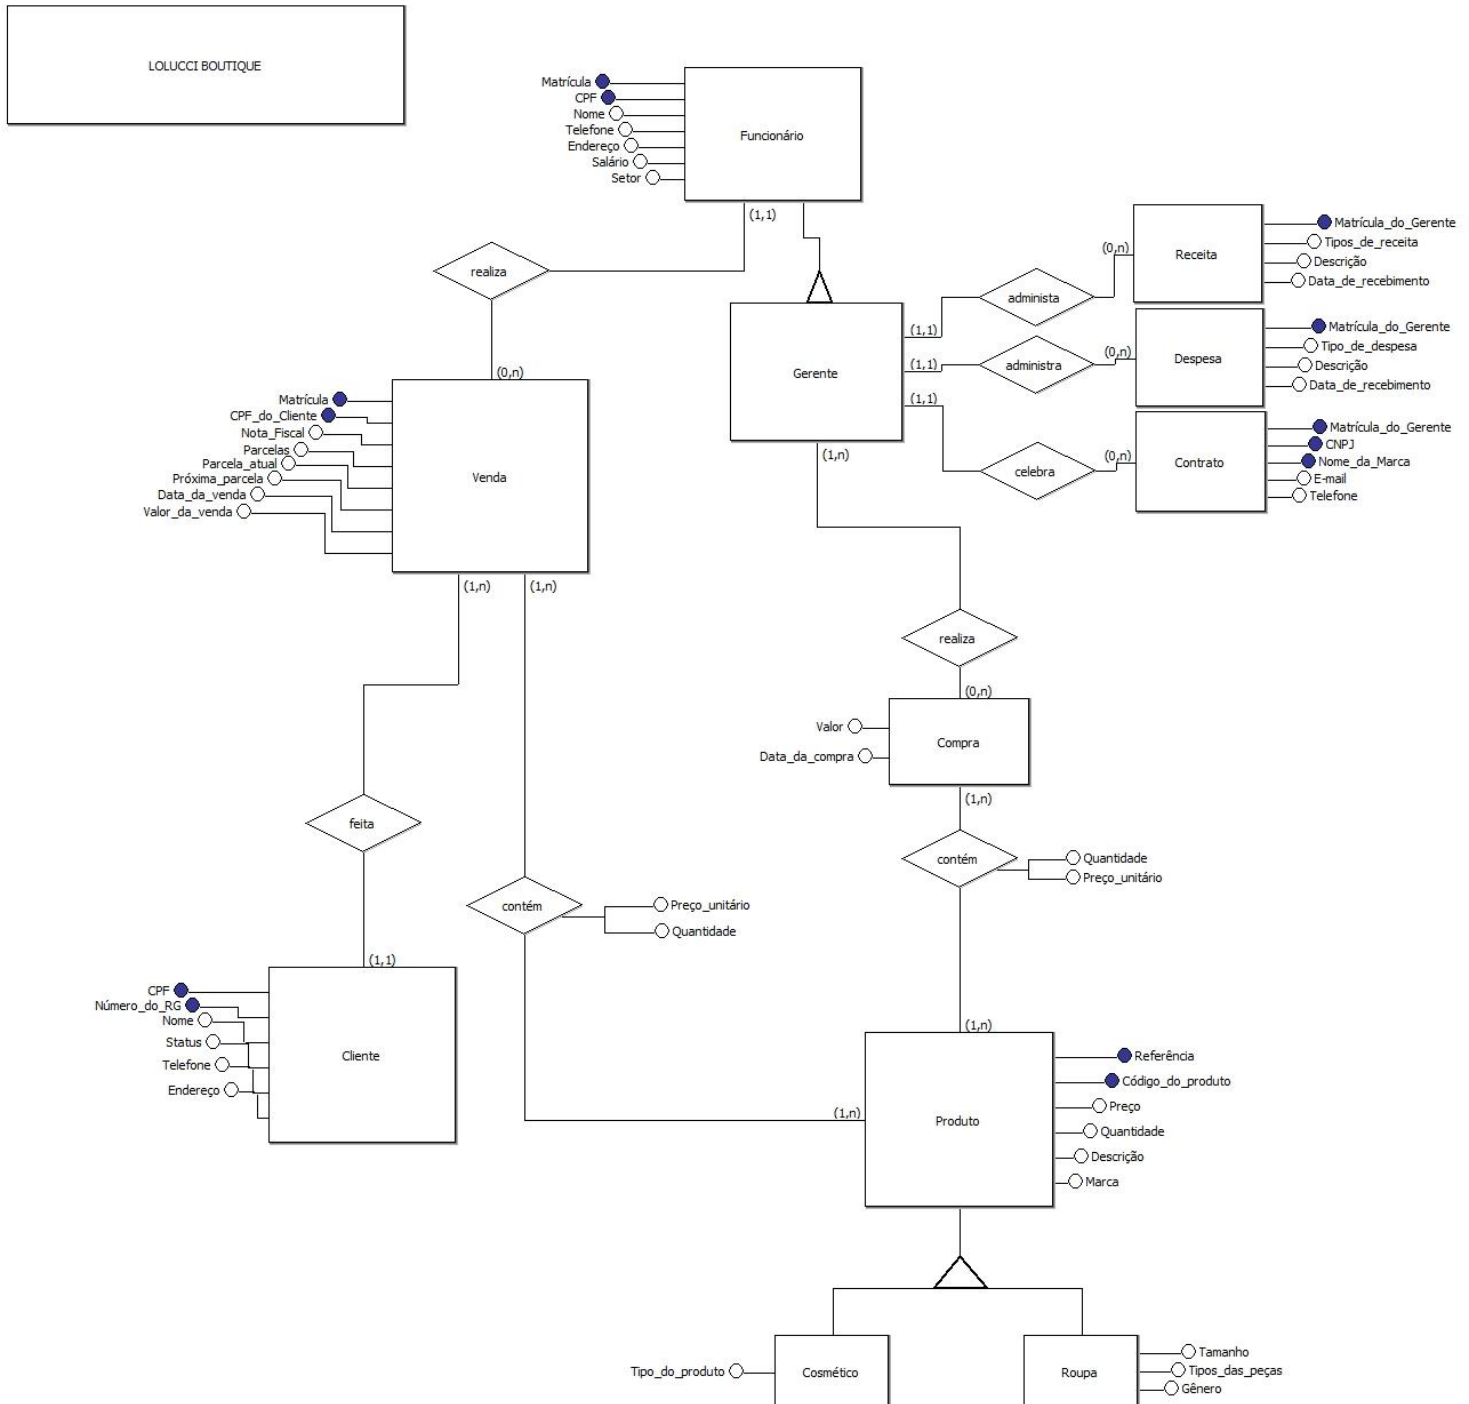 LOLUCCI BOUTIQUE
Matrícula
CPF
Nome
Telefone
Endereço
Salário
Setor
Funcionário
(1,1)
realiza
(0,n)
Gerente
(1,1)
(1,1)
(1,1)
(1,n)
administa
(0,n)
Receita
Matrícula_do_Gerente
Tipos_de_receita
Descrição
Data_de_recebimento
administra
(0,n)
Despesa
Matrícula_do_Gerente
Tipo_de_despesa
Descrição
Data_de_recebimento
celebra
(0,n)
Contrato
Matrícula_do_Gerente
CNPJ
Nome_da_Marca
E-mail
Telefone
Matrícula
CPF_do_Cliente
Nota_Fiscal
Parcelas
Parcela_atual
Próxima_parcela
Data_da_venda
Valor_da_venda
Venda
(1,n)
(1,n)
realiza
(0,n)
Valor
Data_da_compra
Compra
(1,n)
feita
contém
Quantidade
Preço_unitário
contém
Preço_unitário
Quantidade
(1,1)
CPF
Número_do_RG
Nome
Status
Telefone
Endereço
Cliente
(1,n)
(1,n)
Produto
Referência
Código_do_produto
Preço
Quantidade
Descrição
Marca
Tipo_do_produto
Cosmético
Roupa
Tamanho
Tipos_das_peças
Gênero